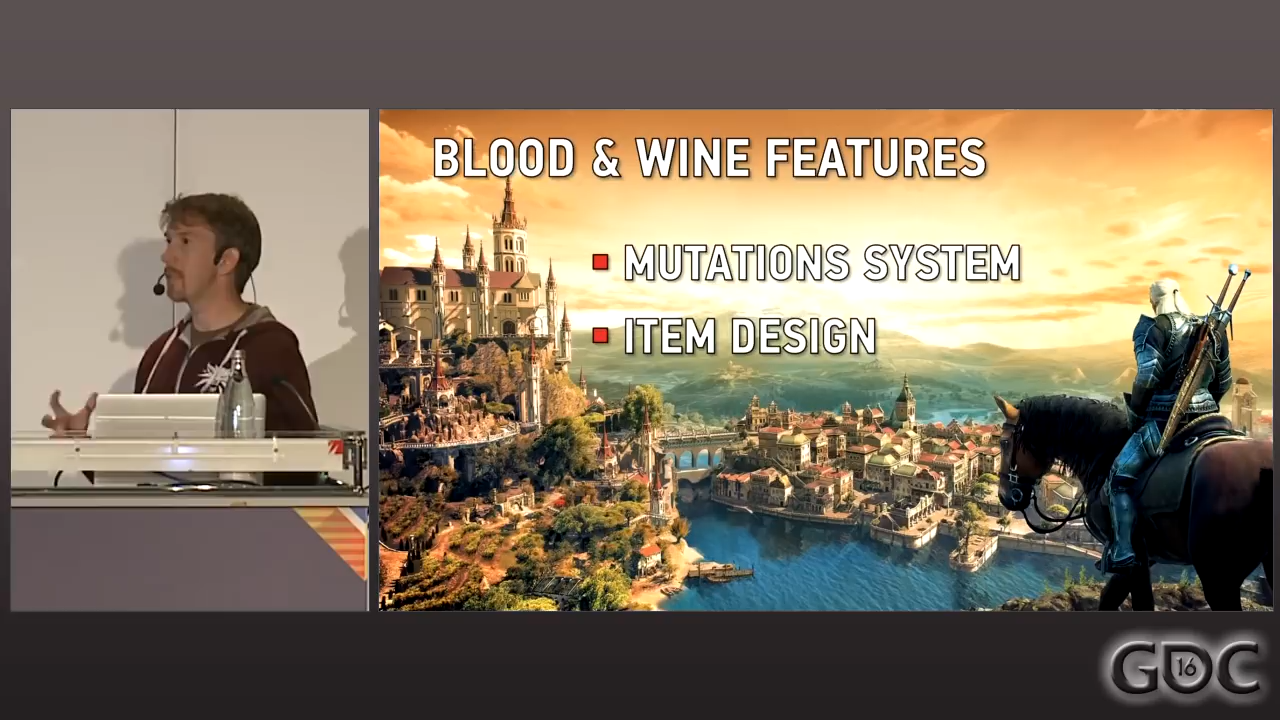 BLOOD & WINE FEATURES
MUTATIONS SYSTEM
ITEM DESIGN
GDC
16